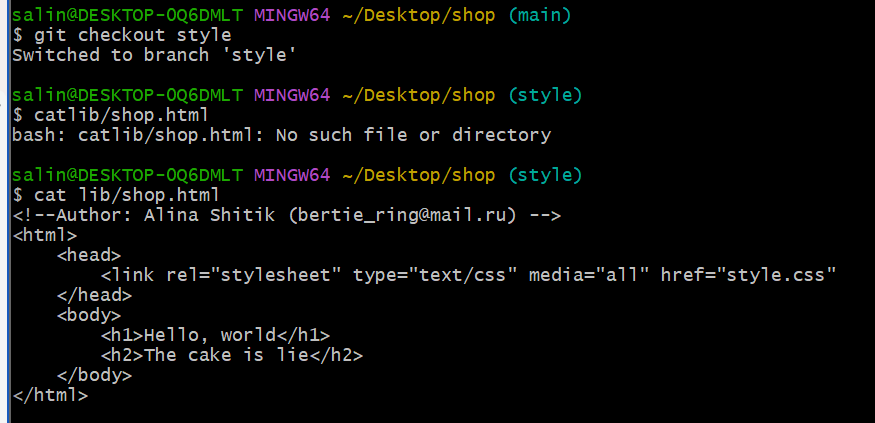 salin@DESKTOP-0Q6DMLT MINGW64 ~/Desktop/shop (main)
$ git checkout style
Switched to branch 'style'

salin@DESKTOP-0Q6DMLT MINGW64 ~/Desktop/shop (style)
$ catlib/shop.html
bash: catlib/shop.html: No such file or directory

salin@DESKTOP-0Q6DMLT MINGW64 ~/Desktop/shop (style)
$ cat lib/shop.html
<!--Author: Alina Shitik (bertie_ring@mail.ru) -->
<html>
    <head>
        <link rel="stylesheet" type="text/css" media="all" href="style.css"
    </head>
    <body>
        <h1>Hello, world</h1>
        <h2>The cake is lie</h2>
    </body>
</html>